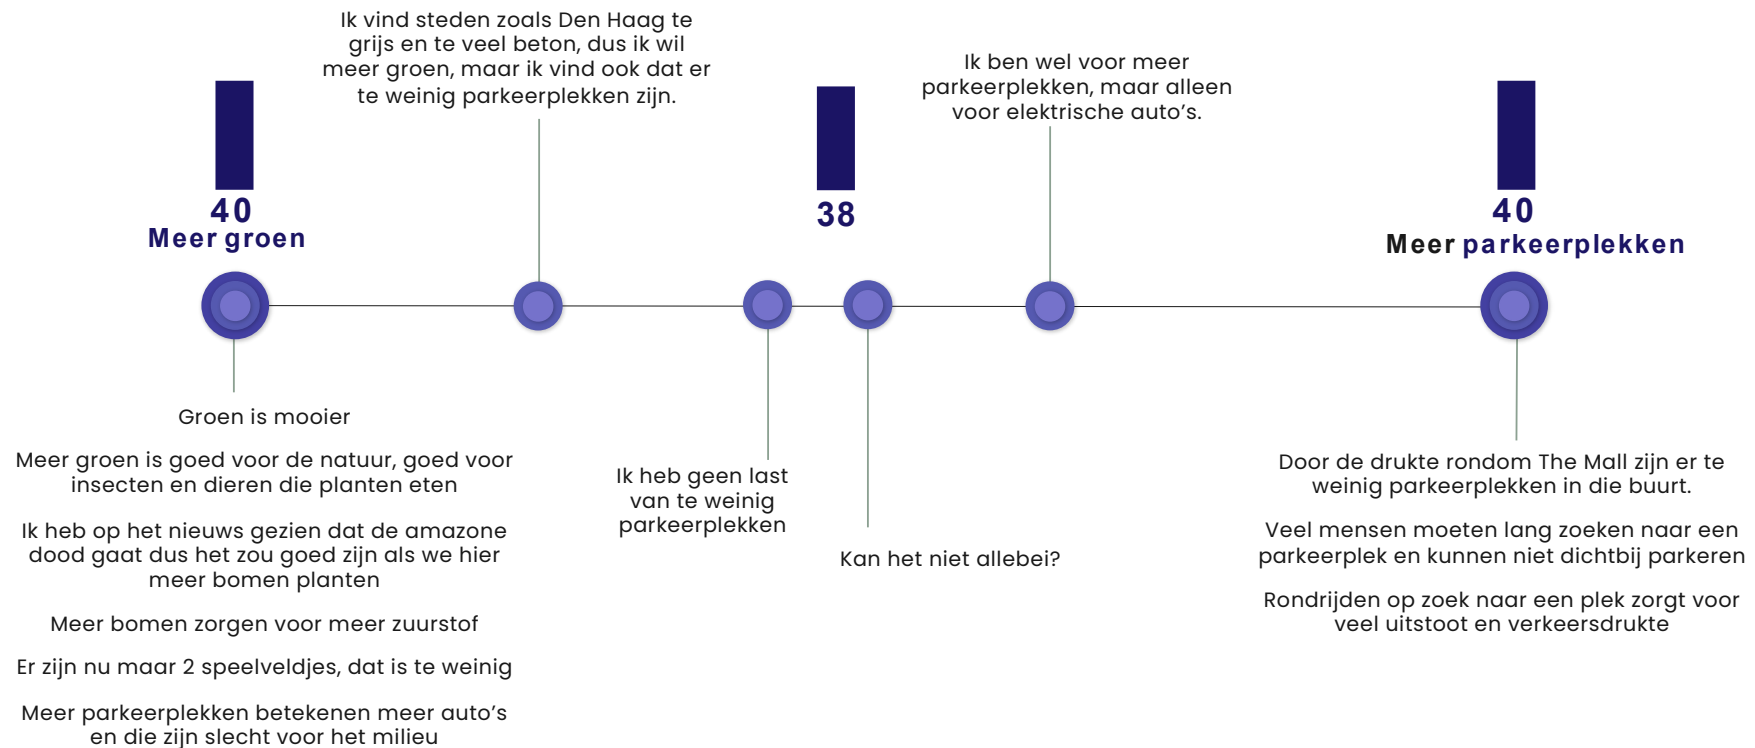 Ik vind steden zoals Den Haag te
grijs en te veel beton, dus ik wil
meer groen, maar ik vind ook dat er
te weinig parkeerplekken zijn.
Ik ben wel voor meer
parkeerplekken, maar alleen
voor elektrische auto's.
40
Meer groen
38
40
Meer parkeerplekken
Groen is mooier
Meer groen is goed voor de natuur, goed voor
insecten en dieren die planten eten
Ik heb op het nieuws gezien dat de amazone
dood gaat dus het zou goed zijn als we hier
meer bomen planten
Meer bomen zorgen voor meer zuurstof
Er zijn nu maar 2 speelveldjes, dat is te weinig
Meer parkeerplekken betekenen meer auto's
en die zijn slecht voor het milieu
Ik heb geen last
van te weinig
parkeerplekken
Kan het niet allebei?
Door de drukte rondom The Mall zijn er te
weinig parkeerplekken in die buurt.
Veel mensen moeten lang zoeken naar een
parkeerplek en kunnen niet dichtbij parkeren
Rondrijden op zoek naar een plek zorgt voor
veel uitstoot en verkeersdrukte